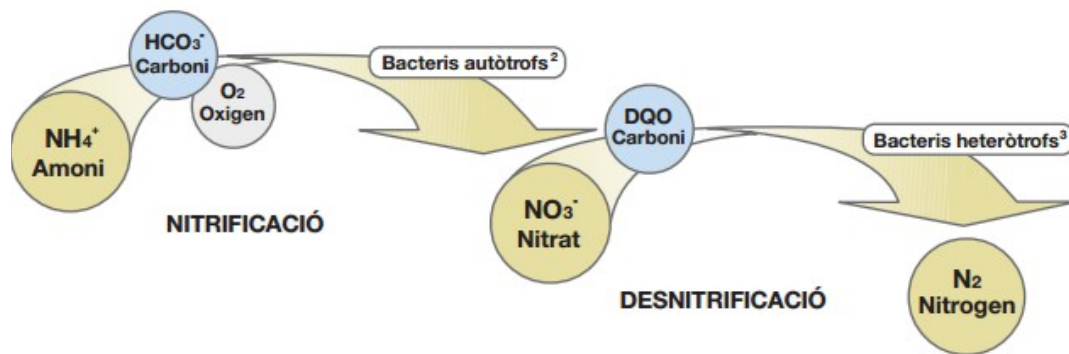 HCO₃⁻
Carboni
O₂
Oxigen
NH₄⁺
Amoni
Bacteris autòtrofs²
NITRIFICACIÓ
DQO
Carboni
NO₃⁻
Nitrat
Bacteris heteròtrofs³
DESNITRIFICACIÓ
N₂
Nitrogen